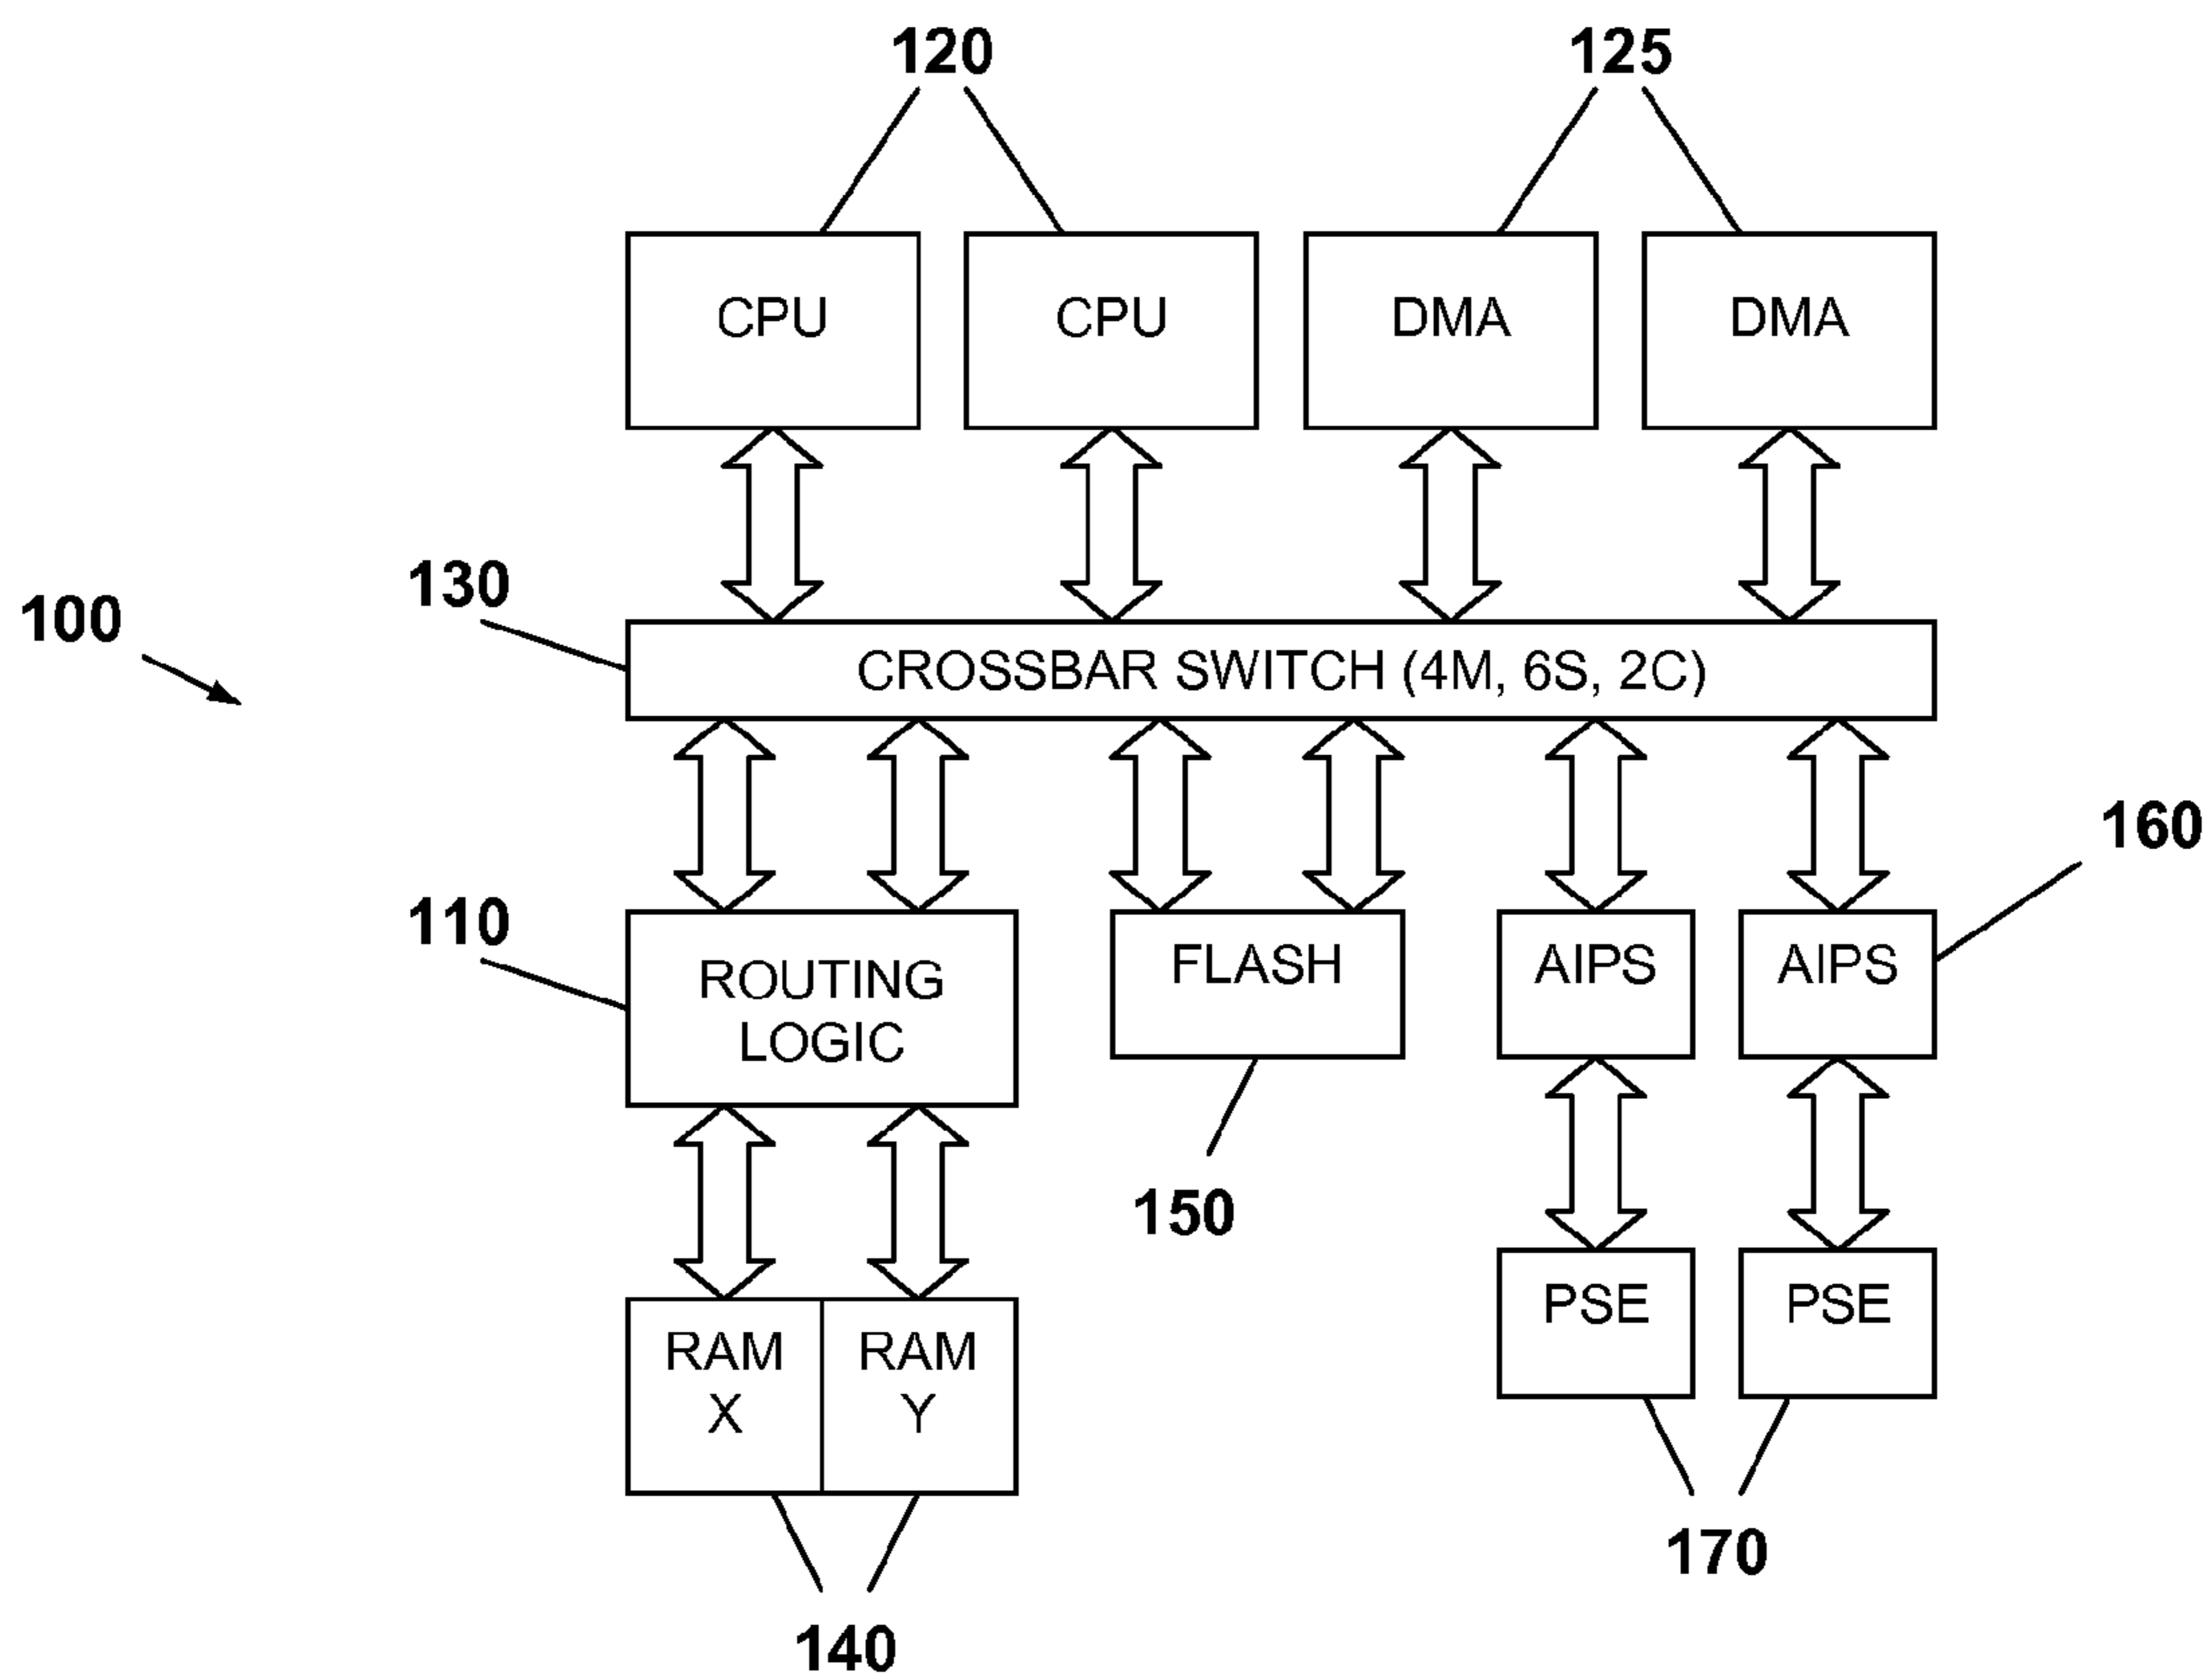 120
125
CPU
CPU
DMA
DMA
130
100
CROSSBAR SWITCH (4M, 6S, 2C)
160
110
ROUTING
LOGIC
FLASH
AIPS
AIPS
150
PSE
PSE
RAM
X
RAM
Y
170
140